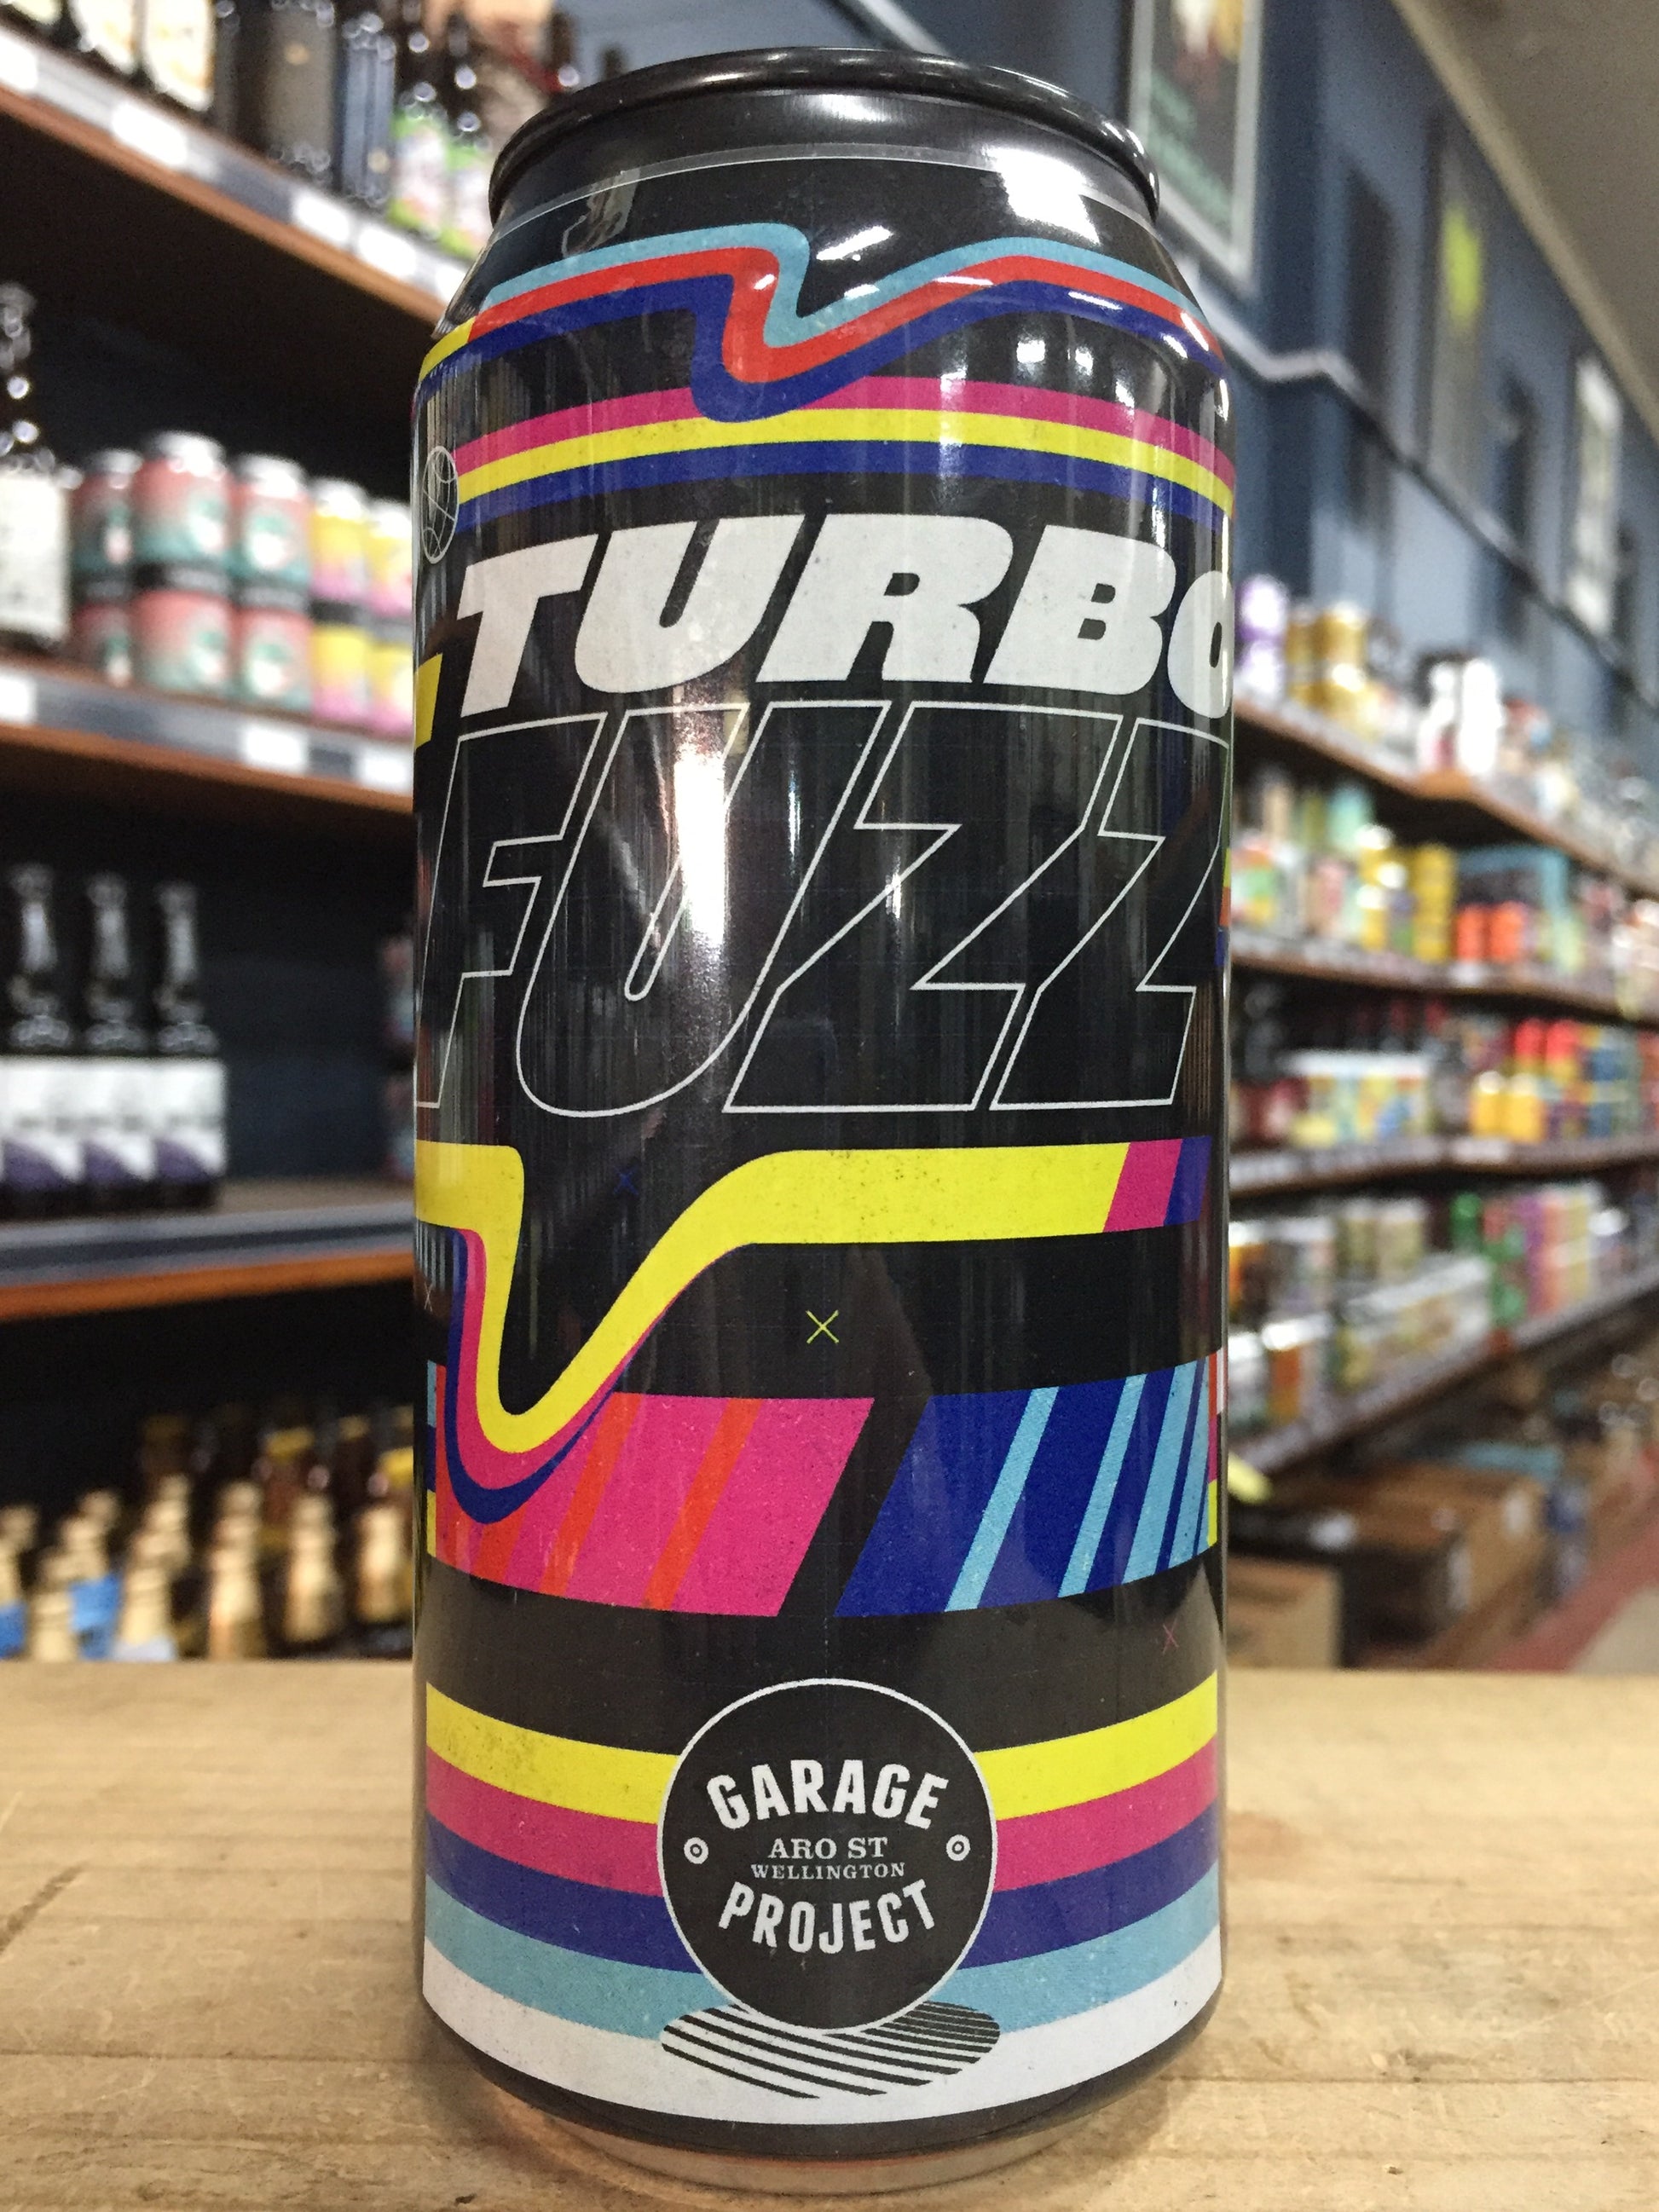 TURBO
FUZZ
GARAGE
ARO ST
WELLINGTON
PROJECT